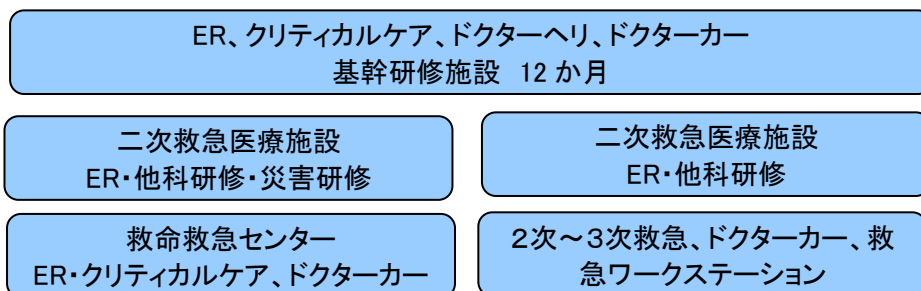 ER、クリティカルケア、ドクターヘリ、ドクターカー
基幹研修施設 12 か月
二次救急医療施設
ER・他科研修・災害研修
二次救急医療施設
ER・他科研修
救命救急センター
ER・クリティカルケア、ドクターカー
２次～３次救急、ドクターカー、救
急ワークステーション